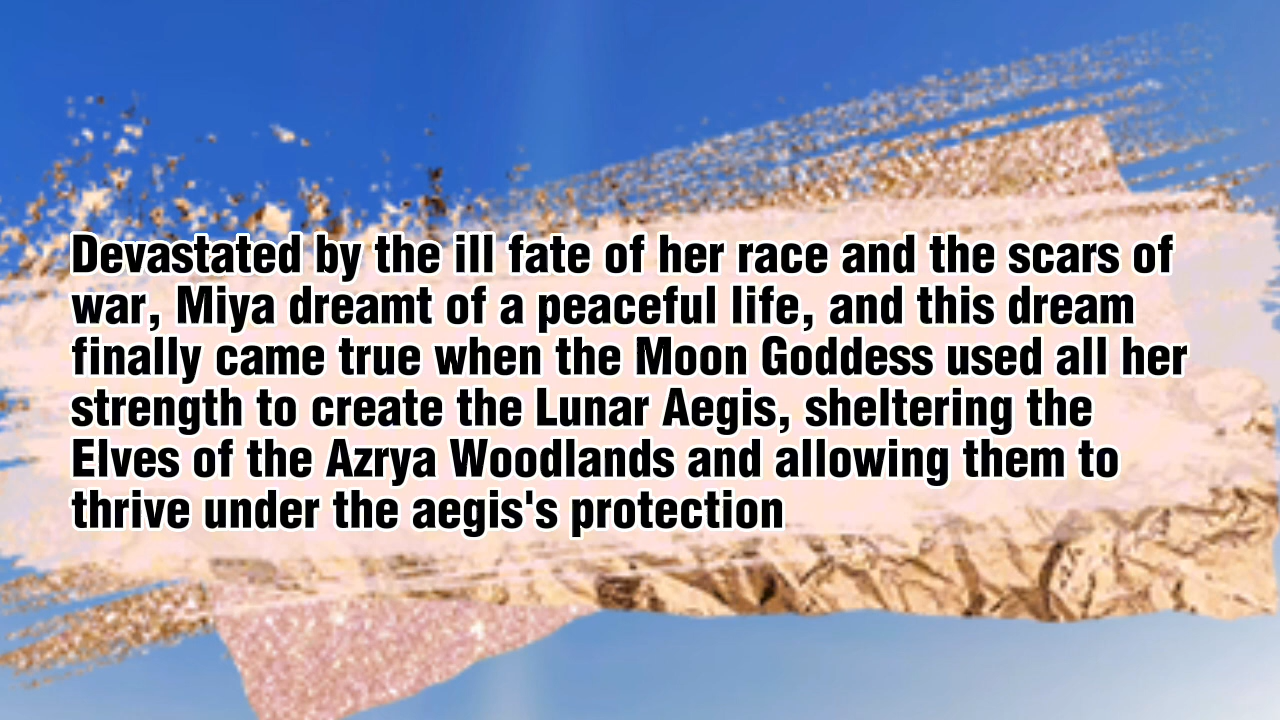 Devastated by the ill fate of her race and the scars of
war, Miya dreamt of a peaceful life, and this dream
finally came true when the Moon Goddess used all her
strength to create the Lunar Aegis, sheltering the
Elves of the Azrya Woodlands and allowing them to
thrive under the aegis's protection